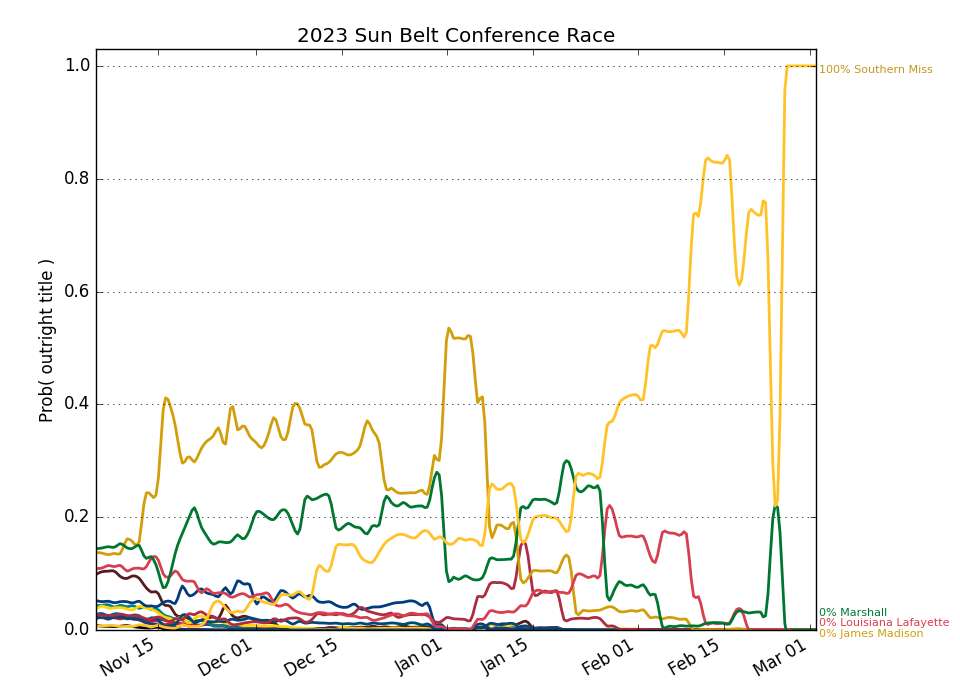 2023 Sun Belt Conference Race
Prob( outright title )
1.0
0.8
0.6
0.4
0.2
0.0
100% Southern Miss
0% Marshall
0% Louisiana Lafayette
0% James Madison
Nov 15
Dec 01
Dec 15
Jan 01
Jan 15
Feb 01
Feb 15
Mar 01